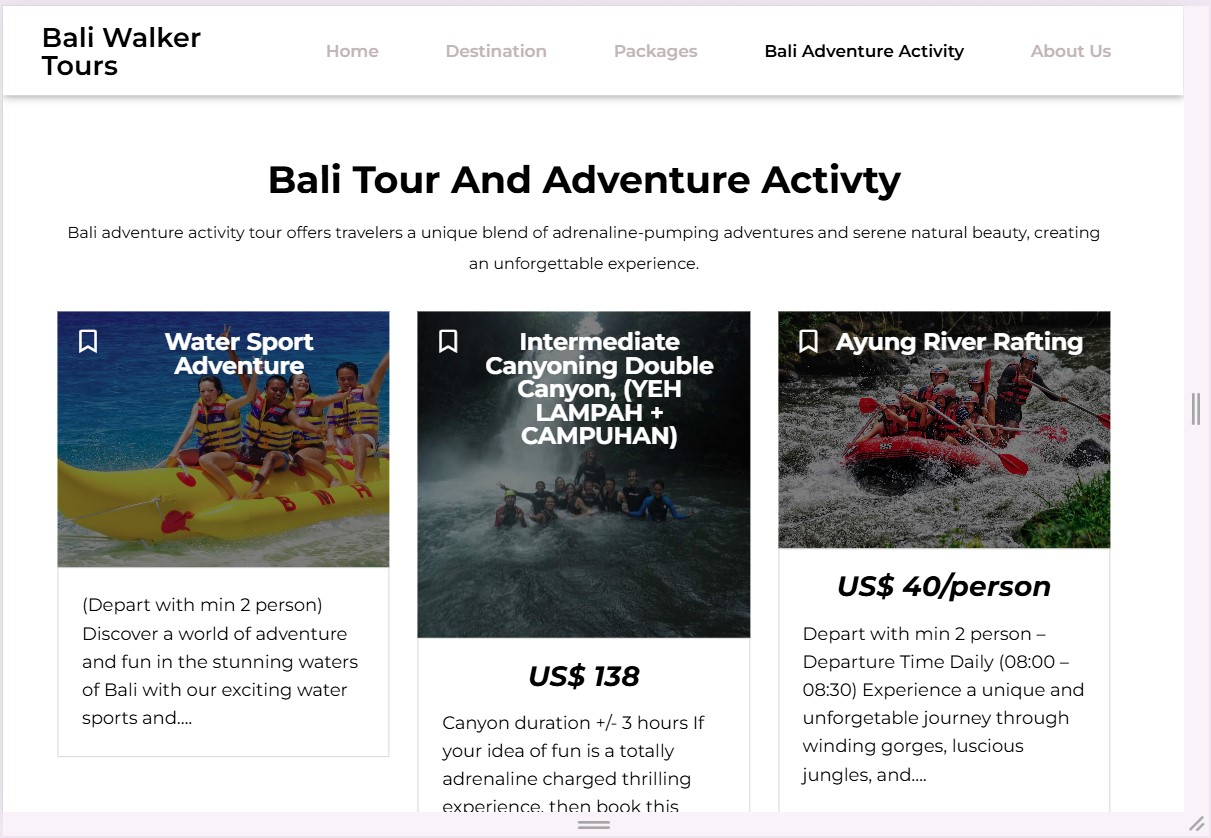 Bali Walker
Tours
Home
Destination
Packages
Bali Adventure Activity
About Us
Bali Tour And Adventure Activty
Bali adventure activity tour offers travelers a unique blend of adrenaline-pumping adventures and serene natural beauty, creating
an unforgettable experience.
Water Sport
Adventure
(Depart with min 2 person)
Discover a world of adventure
and fun in the stunning waters
of Bali with our exciting water
sports and....
Intermediate
Canyoning Double
Canyon, (YEH
LAMPAH +
CAMPUHAN)
US$ 138
Canyon duration +/- 3 hours If
your idea of fun is a totally
adrenaline charged thrilling
experience, then book this
Ayung River Rafting
US$ 40/person
Depart with min 2 person –
Departure Time Daily (08:00 –
08:30) Experience a unique and
unforgetable journey through
winding gorges, luscious
jungles, and....